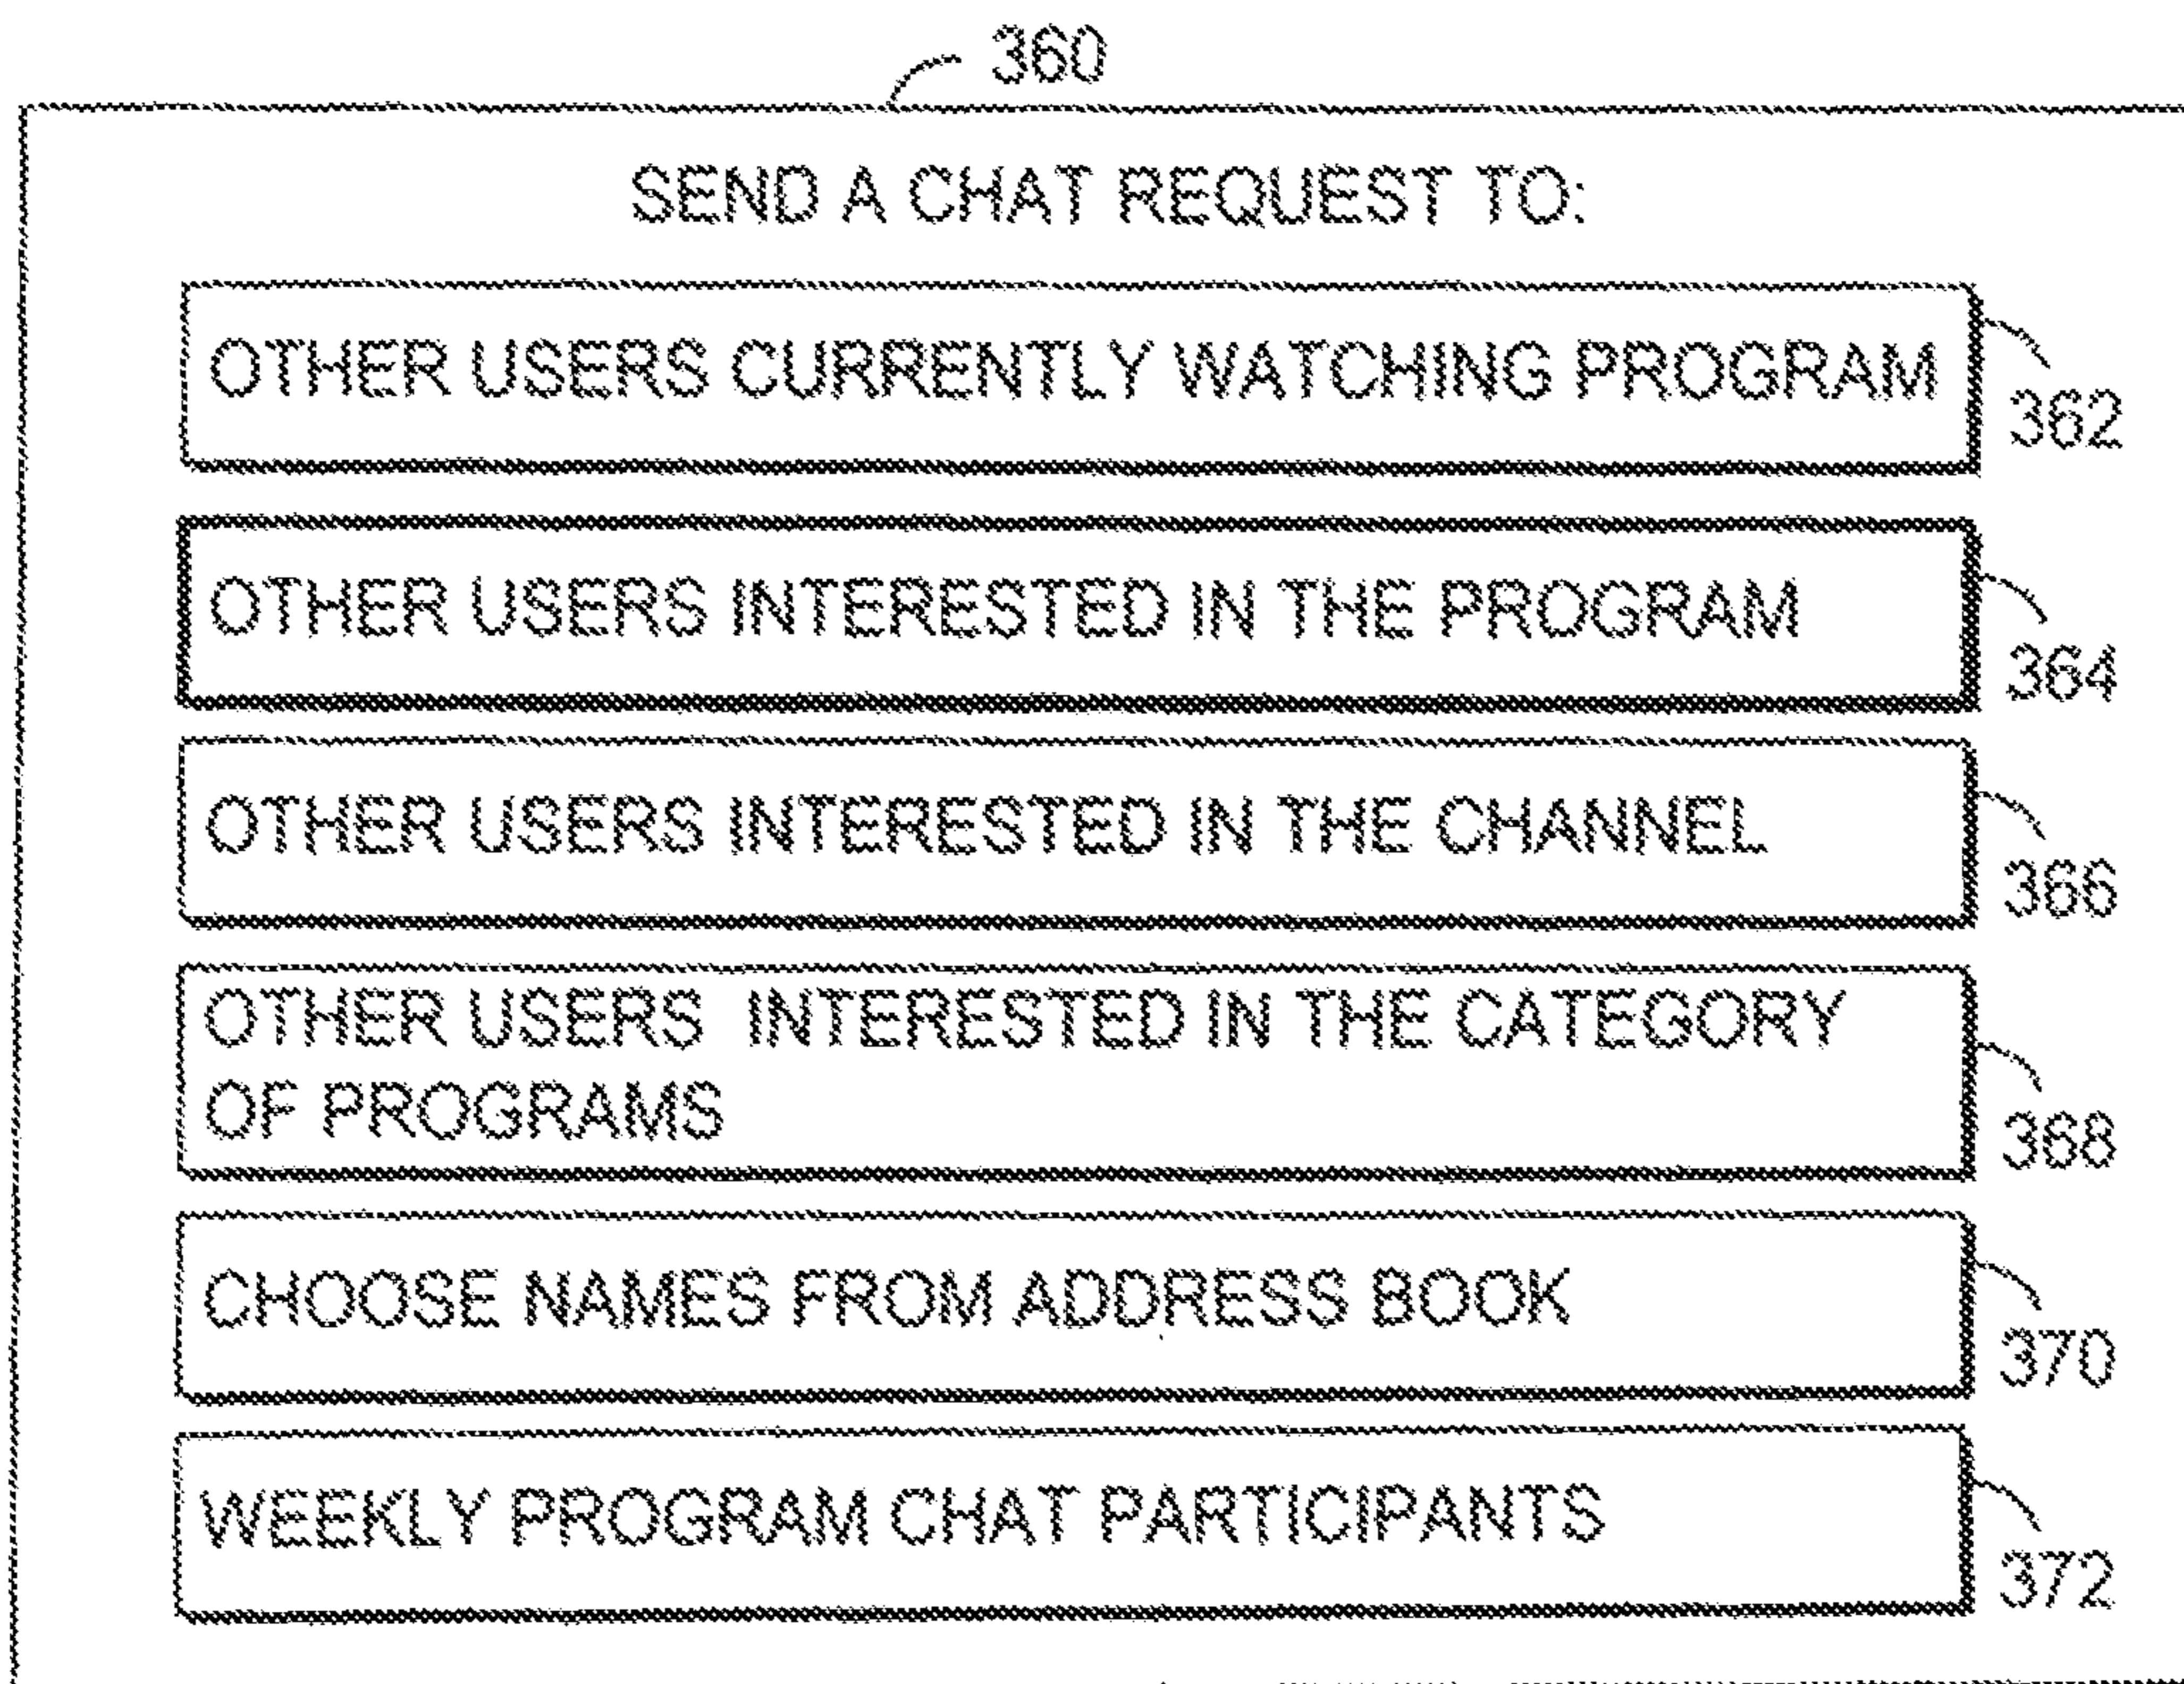 360
SEND A CHAT REQUEST TO:
OTHER USERS CURRENTLY WATCHING PROGRAM
362
OTHER USERS INTERESTED IN THE PROGRAM
364
OTHER USERS INTERESTED IN THE CHANNEL
366
OTHER USERS INTERESTED IN THE CATEGORY
OF PROGRAMS
368
CHOOSE NAMES FROM ADDRESS BOOK
370
WEEKLY PROGRAM CHAT PARTICIPANTS
372